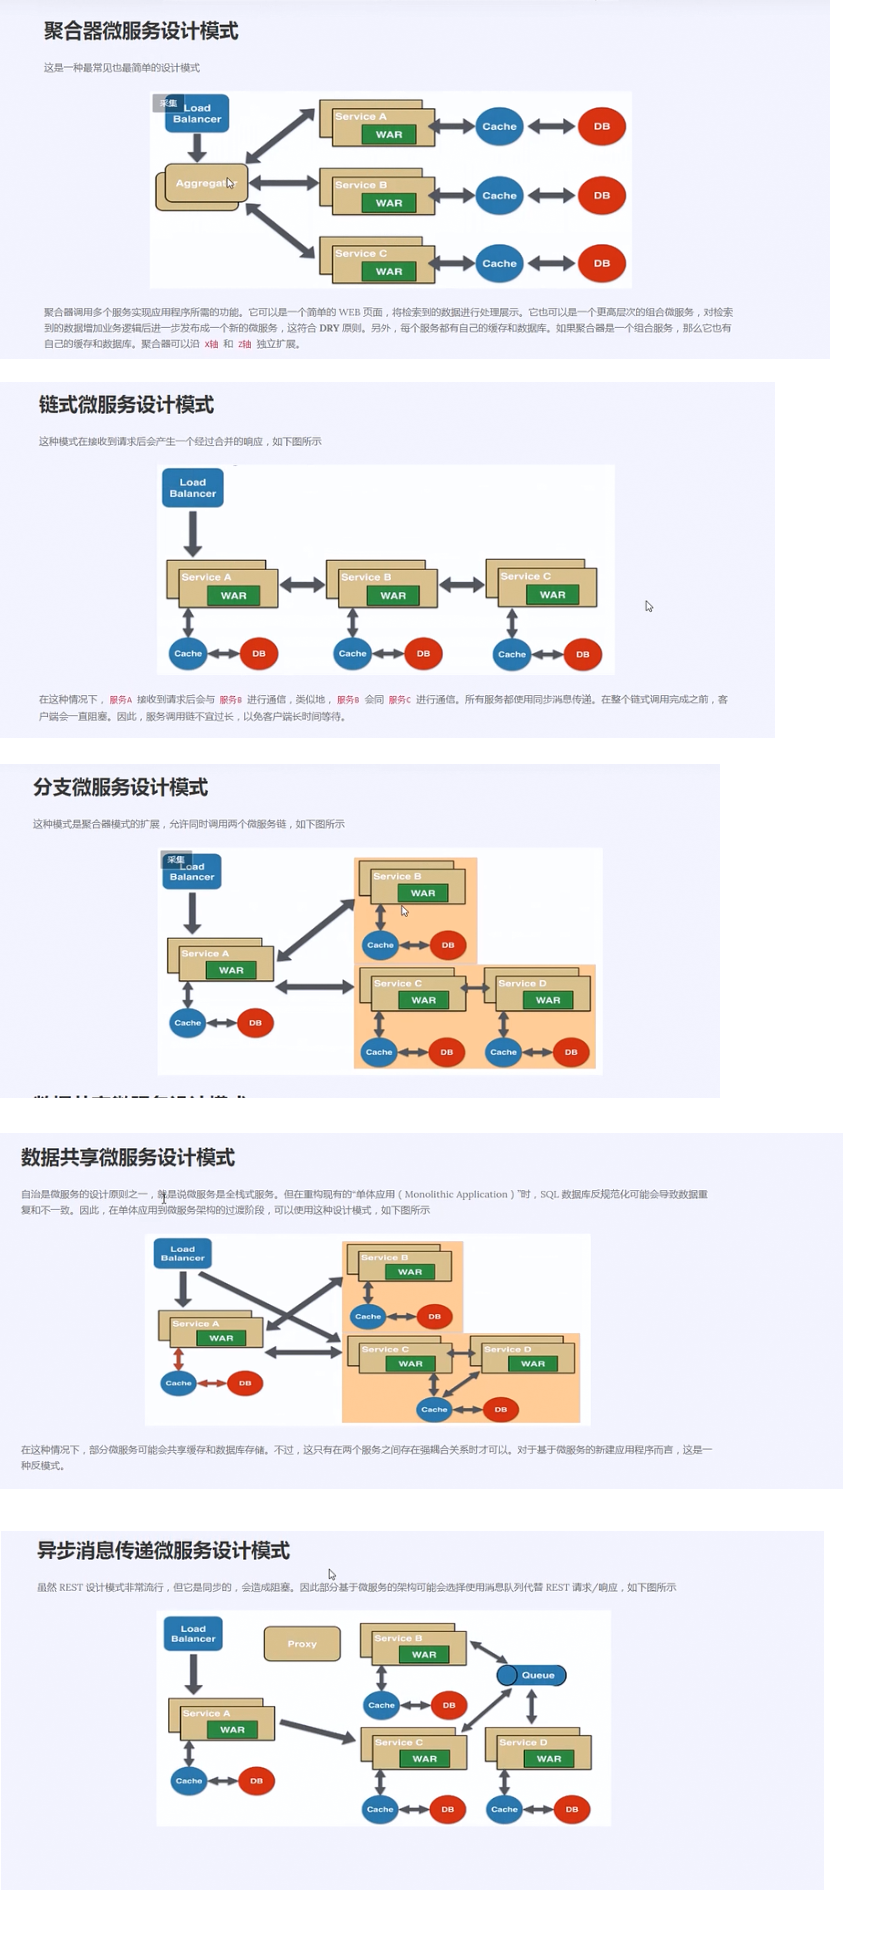 聚合器微服务设计模式
这是一种最常见也最简单的设计模式
采集
Load
Balancer
Service A
WAR
Cache
DB
Service B
WAR
Cache
DB
Service C
WAR
Cache
DB
聚合器调用多个服务实现应用程序所需的功能。它可以是一个简单的 WEB 页面，将检索到的数据进行处理展示。它也可以是一个更高层次的组合微服务，对检索
到的数据增加业务逻辑后进一步发布成一个新的微服务，这符合 DRY 原则。另外，每个服务都有自己的缓存和数据库。如果聚合器是一个组合服务，那么它也有
自己的缓存和数据库。聚合器可以沿 X轴 和 Z轴 独立扩展。
链式微服务设计模式
这种模式在接收到请求后会产生一个经过合并的响应，如下图所示
Load
Balancer
Service A
WAR
Service B
WAR
Service C
WAR
Cache
DB
Cache
DB
Cache
DB
在这种情况下， 服务A 接收到请求后会与 服务B 进行通信，类似地， 服务B 会同 服务C 进行通信。所有服务都使用同步消息传递。在整个链式调用完成之前，客
户端会一直阻塞。因此，服务调用链不宜过长，以免客户端长时间等待。
分支微服务设计模式
这种模式是聚合器模式的扩展，允许同时调用两个微服务链，如下图所示
采集
Load
Balancer
Service B
WAR
Cache
DB
Service A
WAR
Cache
DB
Service C
WAR
Service D
WAR
Cache
DB
Cache
DB
数据共享微服务设计模式
自治是微服务的设计原则之一，就是说微服务是全栈式服务。但在重构现有的“单体应用（Monolithic Application）”时，SQL 数据库反规范化可能会导致数据重
复和不一致。因此，在单体应用到微服务架构的过渡阶段，可以使用这种设计模式，如下图所示
Load
Balancer
Service B
WAR
Cache
DB
Service A
WAR
Cache
DB
Service C
WAR
Service D
WAR
Cache
DB
在这种情况下，部分微服务可能会共享缓存和数据库存储。不过，这只有在两个服务之间存在强耦合关系时才可以。对于基于微服务的新建应用程序而言，这是一
种反模式。
异步消息传递微服务设计模式
虽然 REST 设计模式非常流行，但它是同步的，会造成阻塞。因此部分基于微服务的架构可能会选择使用消息队列代替 REST 请求/响应，如下图所示
Load
Balancer
Proxy
Service B
WAR
Queue
Cache
DB
Service A
WAR
Cache
DB
Service C
WAR
Service D
WAR
Cache
DB
Cache
DB